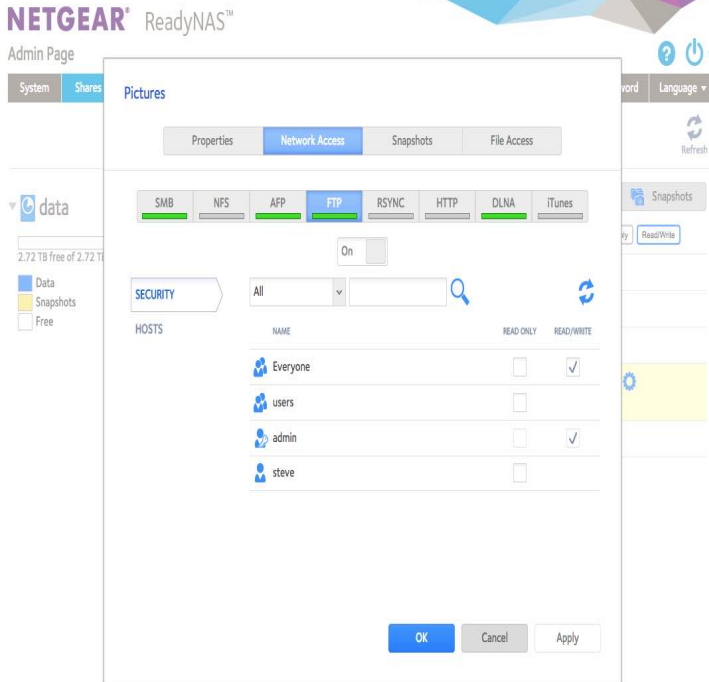 NETGEAR® ReadyNAS™
Admin Page
System Shares
word Language
Refresh
Pictures
Properties Network Access Snapshots File Access
SMB NFS AFP FTP RSYNC HTTP DLNA iTunes
data
Snapshots
On
Read/Write
2.72 TB free of 2.72 TB
Data
Snapshots
Free
SECURITY
HOSTS
All
NAME READ ONLY READ/WRITE
Everyone
users
admin
steve
OK Cancel Apply